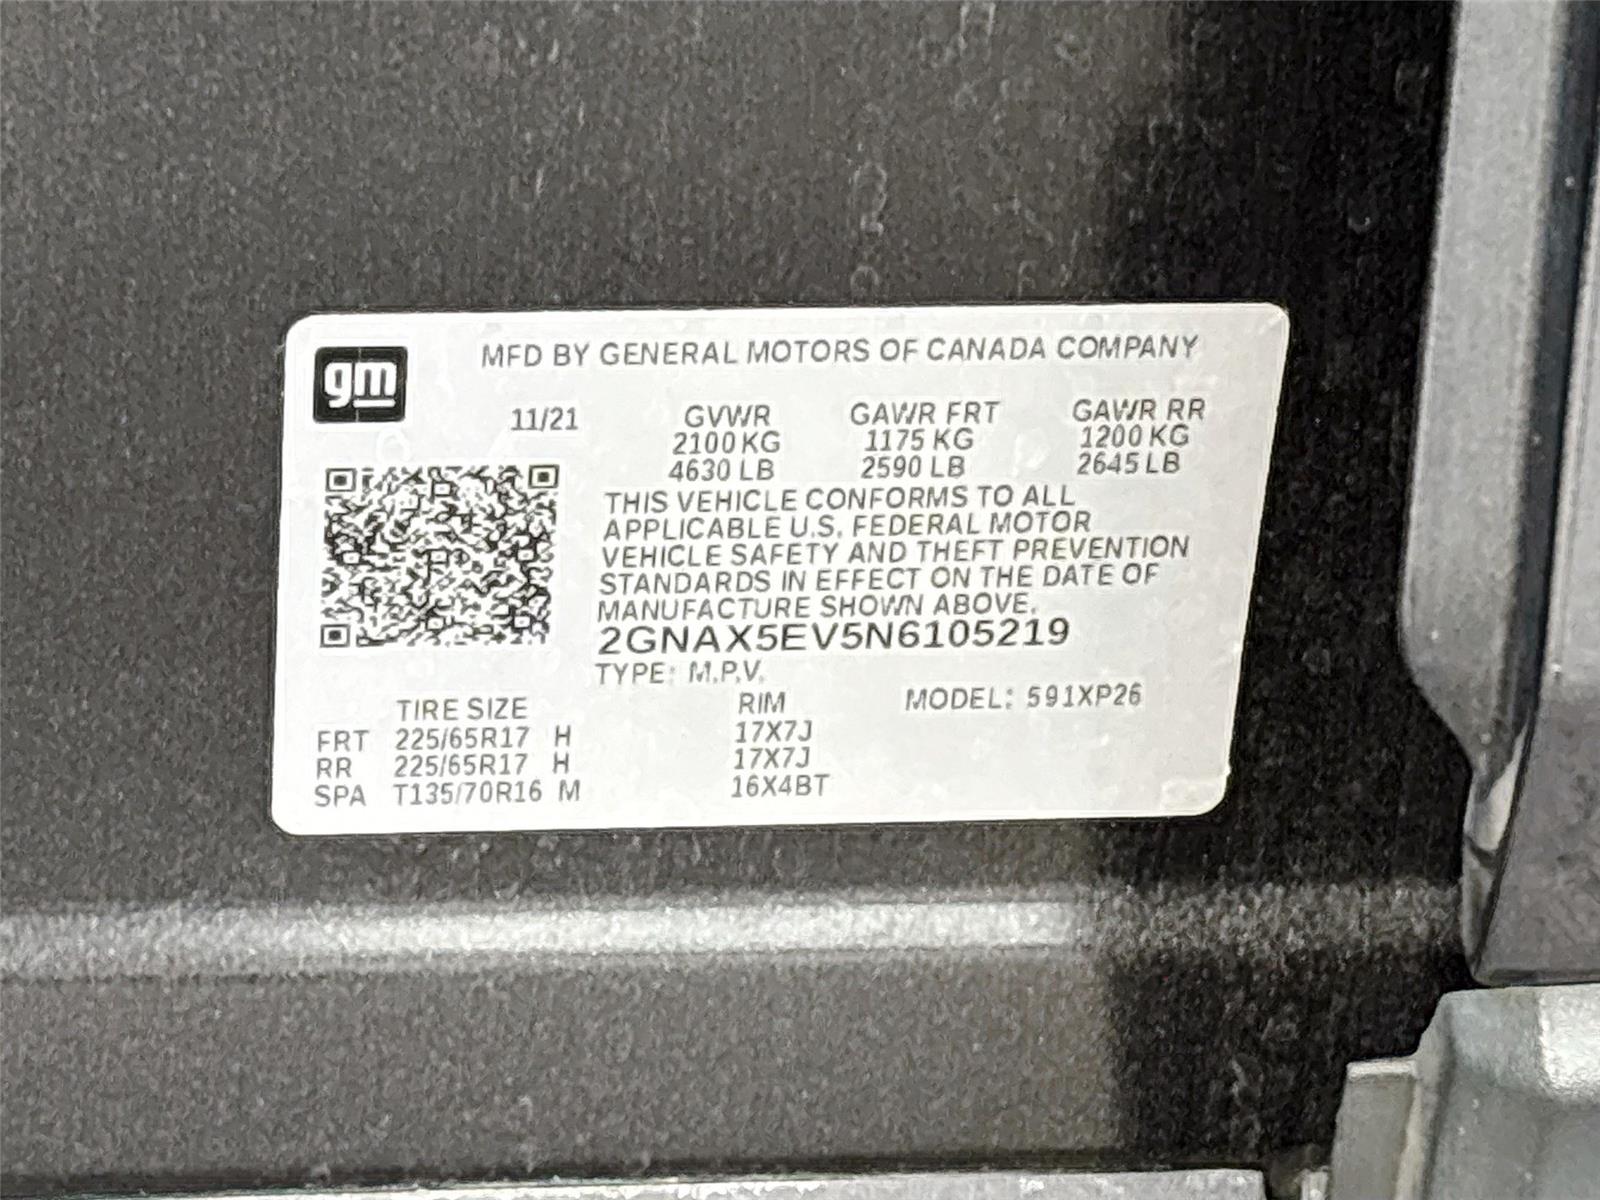 gm
MFD BY GENERAL MOTORS OF CANADA COMPANY
11/21 GVWR GAWR FRT GAWR RR
2100 KG 1175 KG 1200 KG
4630 LB 2590 LB 2645 LB
THIS VEHICLE CONFORMS TO ALL
APPLICABLE U.S. FEDERAL MOTOR
VEHICLE SAFETY AND THEFT PREVENTION
STANDARDS IN EFFECT ON THE DATE OF
MANUFACTURE SHOWN ABOVE.
2GNAX5EV5N6105219
TYPE: M.P.V.
TIRE SIZE RIM MODEL: 591XP26
FRT 225/65R17 H 17X7J
RR 225/65R17 H 17X7J
SPA T135/70R16 M 16X4BT